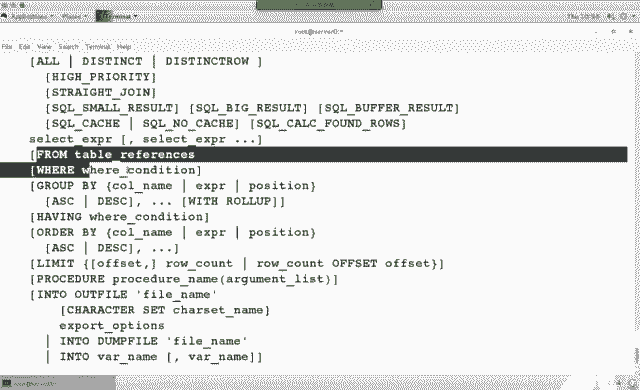 Applications Places Terminal
root@server0:~
File Edit View Search Terminal Help
[ALL | DISTINCT | DISTINCTROW ]
[HIGH_PRIORITY]
[STRAIGHT_JOIN]
[SQL_SMALL_RESULT] [SQL_BIG_RESULT] [SQL_BUFFER_RESULT]
[SQL_CACHE | SQL_NO_CACHE] [SQL_CALC_FOUND_ROWS]
select_expr [, select_expr ...]
[FROM table_references
[WHERE where_condition]
[GROUP BY {col_name | expr | position}
[ASC | DESC], ... [WITH ROLLUP]]
[HAVING where_condition]
[ORDER BY {col_name | expr | position}
[ASC | DESC], ...]
[LIMIT {[offset,] row_count | row_count OFFSET offset}]
[PROCEDURE procedure_name(argument_list)]
[INTO OUTFILE 'file_name'
[CHARACTER SET charset_name]
export_options
| INTO DUMPFILE 'file_name'
| INTO var_name [, var_name]]